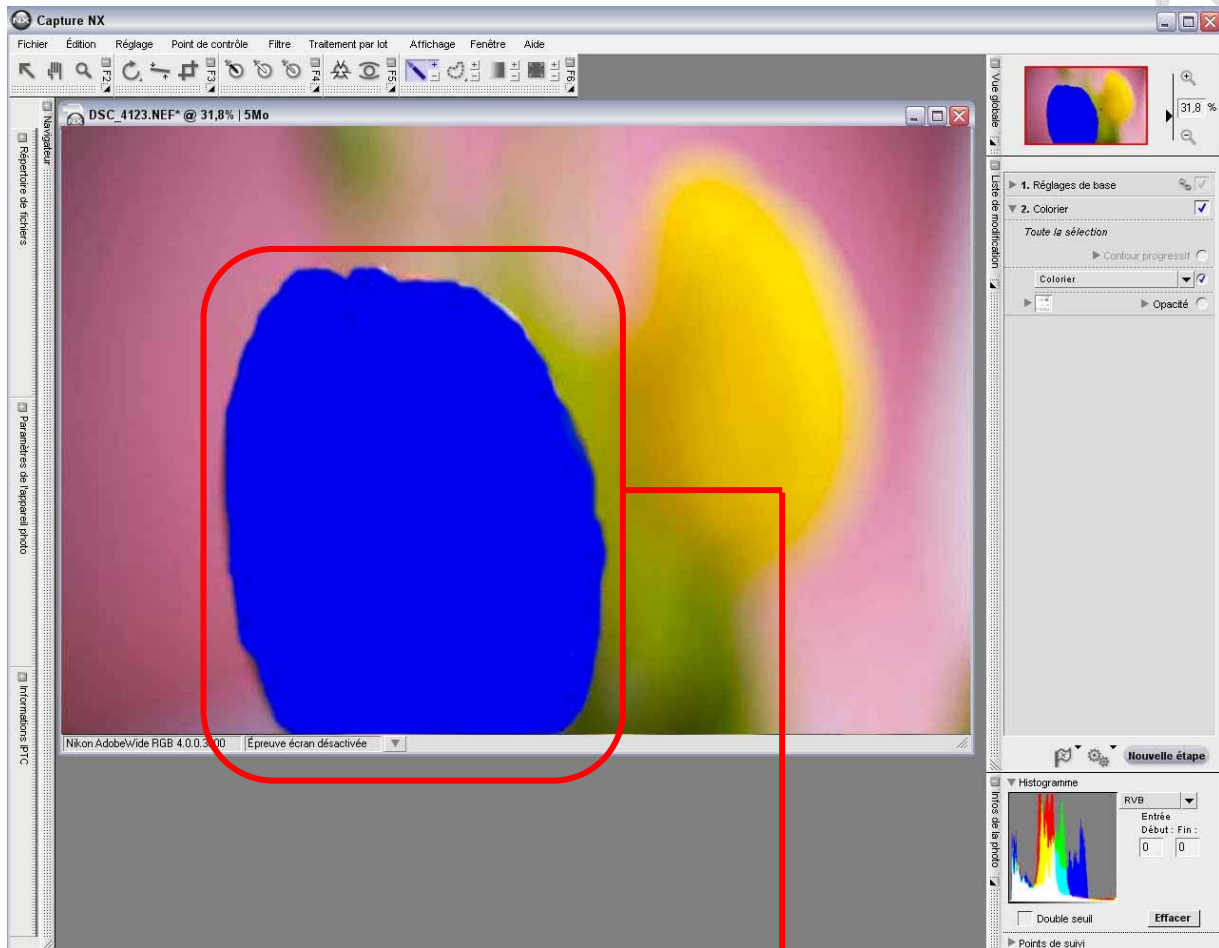 Capture NX
Fichier Édition Réglage Point de contrôle Filtre Traitement par lot Affichage Fenêtre Aide
F2
F3
F4
F5
F6
Navigateur
Répertoire de fichiers
Paramètres de l'appareil photo
Informations IPTC
DSC_4123.NEF* @ 31,8% | 5Mo
Nikon AdobeWide RGB 4.0.0.3000 Épreuve écran désactivée
Vue globale
31,8 %
Liste de modification
1. Réglages de base
2. Colorier
Toute la sélection
Contour progressif
Colorier
Opacité
Nouvelle étape
Infos de la photo
Histogramme
RVB
Entrée
Début : Fin :
0 0
Double seuil Effacer
Points de suivi